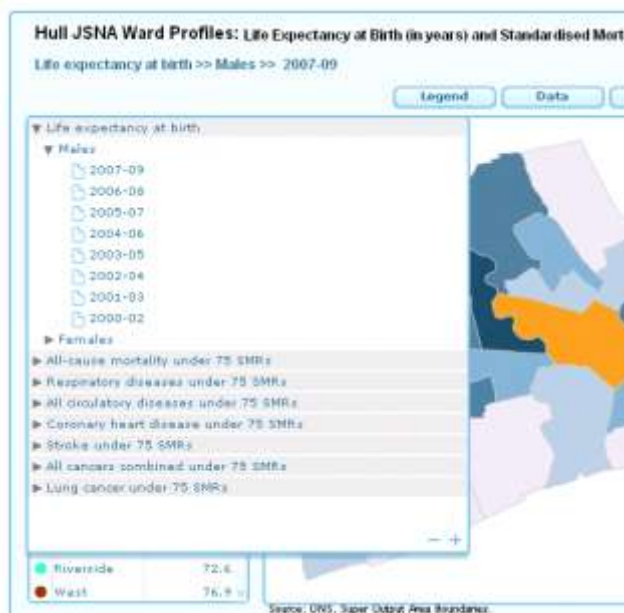 Hull JSNA Ward Profiles: Life Expectancy at Birth (in years) and Standardised Mort
Life expectancy at birth >> Males >> 2007-09
Legend
Data
Life expectancy at birth
Males
2007-09
2006-08
2005-07
2004-06
2003-05
2002-04
2001-03
2000-02
Females
All-cause mortality under 75 SMRs
Respiratory diseases under 75 SMRs
All circulatory diseases under 75 SMRs
Coronary heart disease under 75 SMRs
Stroke under 75 SMRs
All cancers combined under 75 SMRs
Lung cancer under 75 SMRs
Riverside 72.6
West 76.9
Source: ONS, Super Output Area Boundaries.